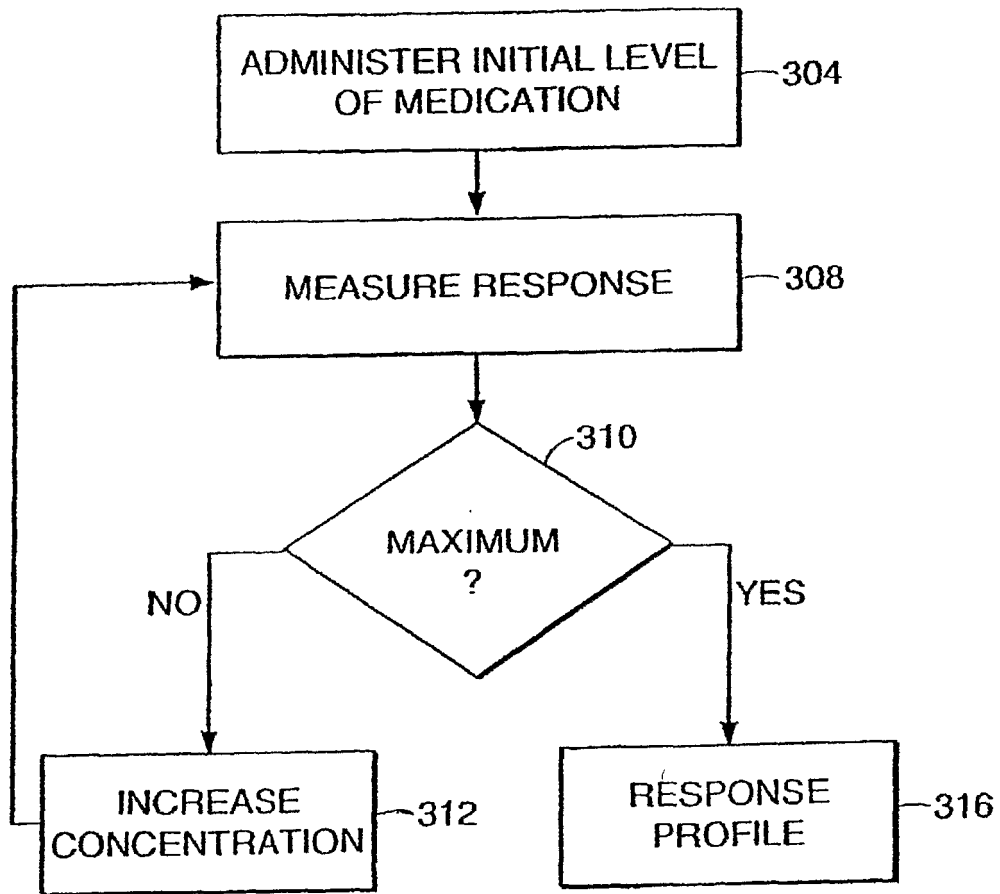 ADMINISTER INITIAL LEVEL
OF MEDICATION
304
MEASURE RESPONSE
308
310
MAXIMUM
?
NO
YES
INCREASE
CONCENTRATION
312
RESPONSE
PROFILE
316